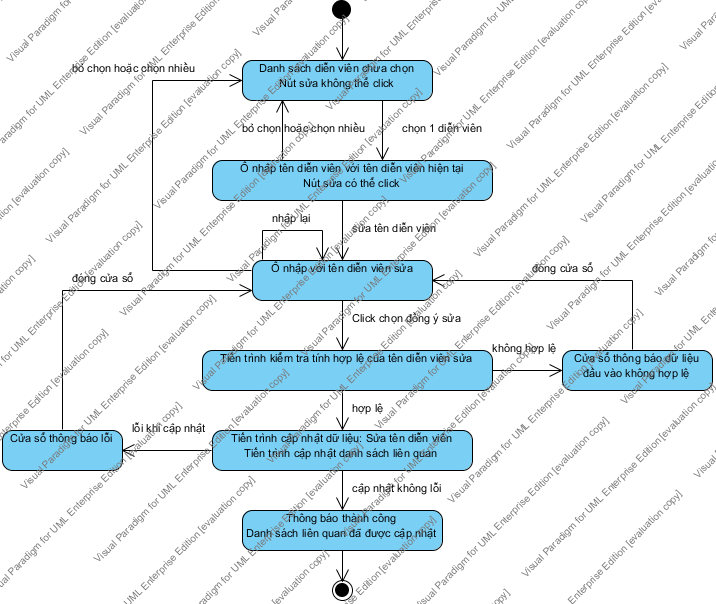 bỏ chọn hoặc chọn nhiều
Danh sách diễn viên chưa chọn
Nút sửa không thể click
bỏ chọn hoặc chọn nhiều
chọn 1 diễn viên
Ô nhập tên diễn viên với tên diễn viên hiện tại
Nút sửa có thể click
nhập lại
sửa tên diễn viên
đóng cửa sổ
Ô nhập với tên diễn viên sửa
đóng cửa sổ
Click chọn đồng ý sửa
không hợp lệ
Tiến trình kiểm tra tính hợp lệ của tên diễn viên sửa
Cửa sổ thông báo dữ liệu
đầu vào không hợp lệ
hợp lệ
lỗi khi cập nhật
Cửa sổ thông báo lỗi
Tiến trình cập nhật dữ liệu: Sửa tên diễn viên
Tiến trình cập nhật danh sách liên quan
cập nhật không lỗi
Thông báo thành công
Danh sách liên quan đã được cập nhật
Visual Paradigm for UML Enterprise Edition [evaluation copy]